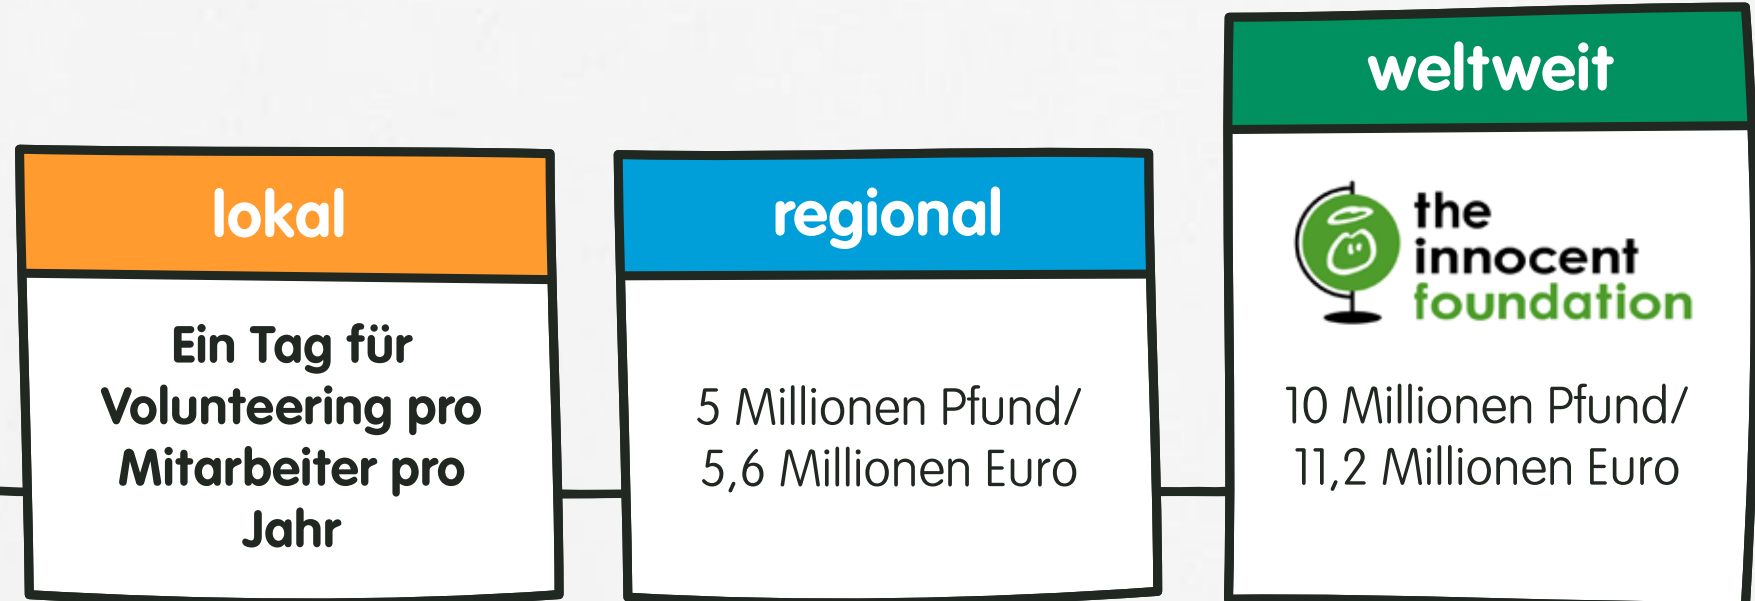 lokal
Ein Tag für
Volunteering pro
Mitarbeiter pro
Jahr
regional
5 Millionen Pfund/
5,6 Millionen Euro
weltweit
the
innocent
foundation
10 Millionen Pfund/
11,2 Millionen Euro